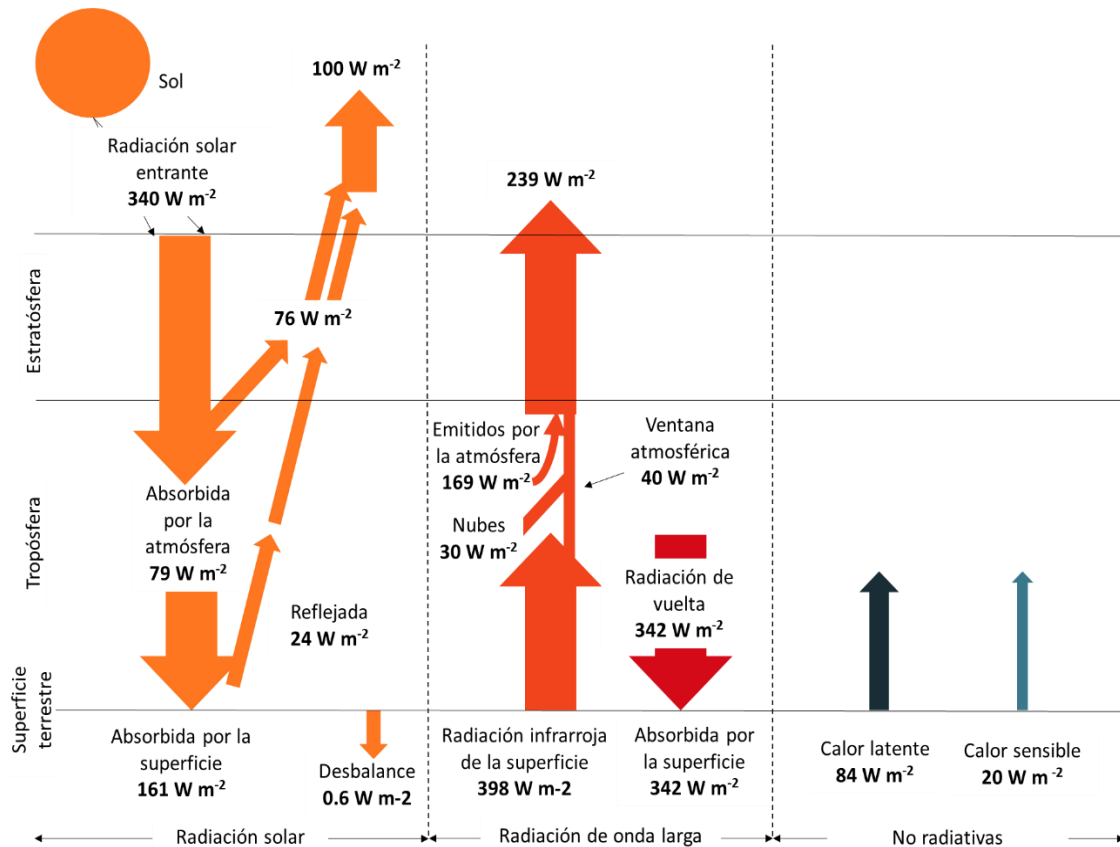 Sol
100 W m-2
Radiación solar
entrante
340 W m-2
239 W m-2
Estratósfera
76 W m-2
Tropósfera
Emitidos por
la atmósfera
169 W m-2
Ventana
atmosférica
40 W m-2
Absorbida
por la
atmósfera
79 W m-2
Nubes
30 W m-2
Radiación de
vuelta
342 W m-2
Reflejada
24 W m-2
Superficie
terrestre
Absorbida por la
superficie
161 W m-2
Desbalance
0.6 W m-2
Radiación infrarroja
de la superficie
398 W m-2
Absorbida por
la superficie
342 W m-2
Calor latente
84 W m-2
Calor sensible
20 W m-2
Radiación solar
Radiación de onda larga
No radiativas